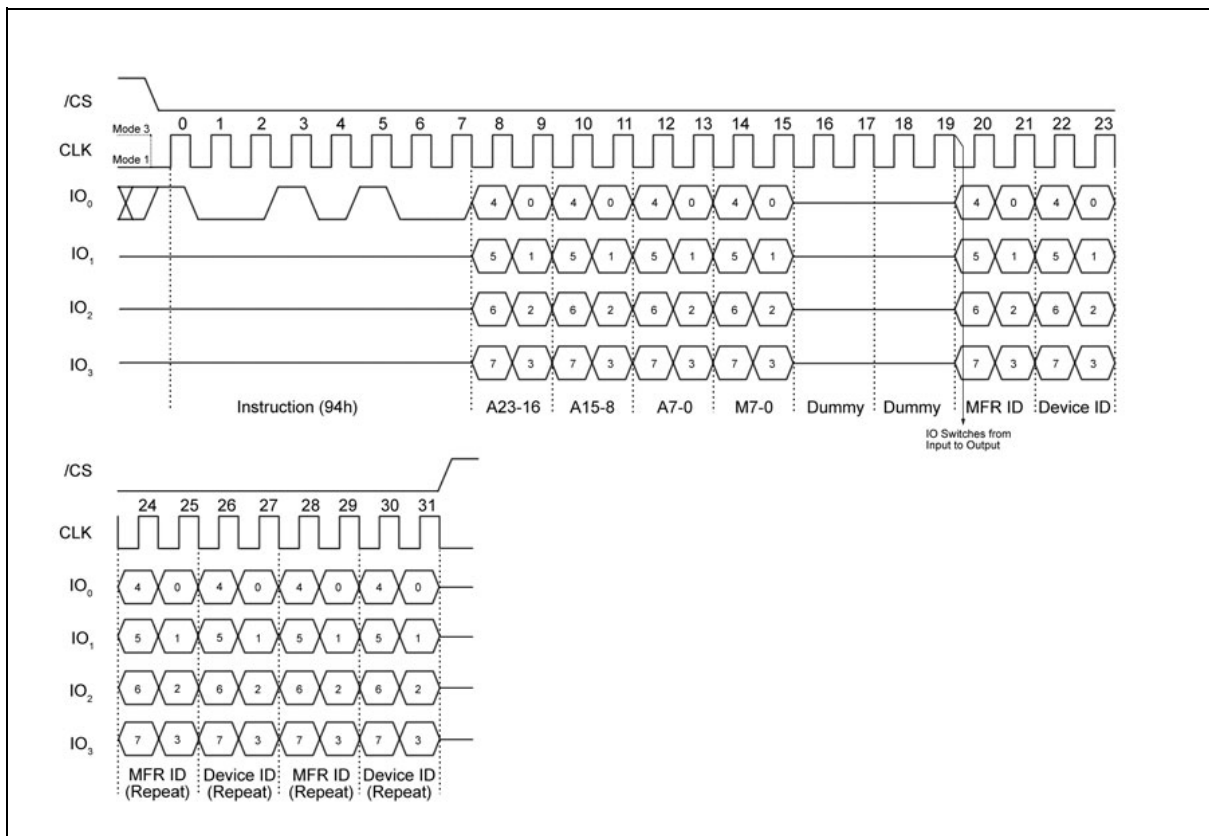 /CS
Mode 3
CLK
Mode 1
0 1 2 3 4 5 6 7 8 9 10 11 12 13 14 15 16 17 18 19 20 21 22 23
IO0 4 0 4 0 4 0 4 0 4 0 4 0
IO1 5 1 5 1 5 1 5 1 5 1 5 1
IO2 6 2 6 2 6 2 6 2 6 2 6 2
IO3 7 3 7 3 7 3 7 3 7 3 7 3
Instruction (94h) A23-16 A15-8 A7-0 M7-0 Dummy Dummy MFR ID Device ID
IO Switches from
Input to Output
/CS
24 25 26 27 28 29 30 31
CLK
IO0 4 0 4 0 4 0 4 0
IO1 5 1 5 1 5 1 5 1
IO2 6 2 6 2 6 2 6 2
IO3 7 3 7 3 7 3 7 3
MFR ID Device ID MFR ID Device ID
(Repeat) (Repeat) (Repeat) (Repeat)